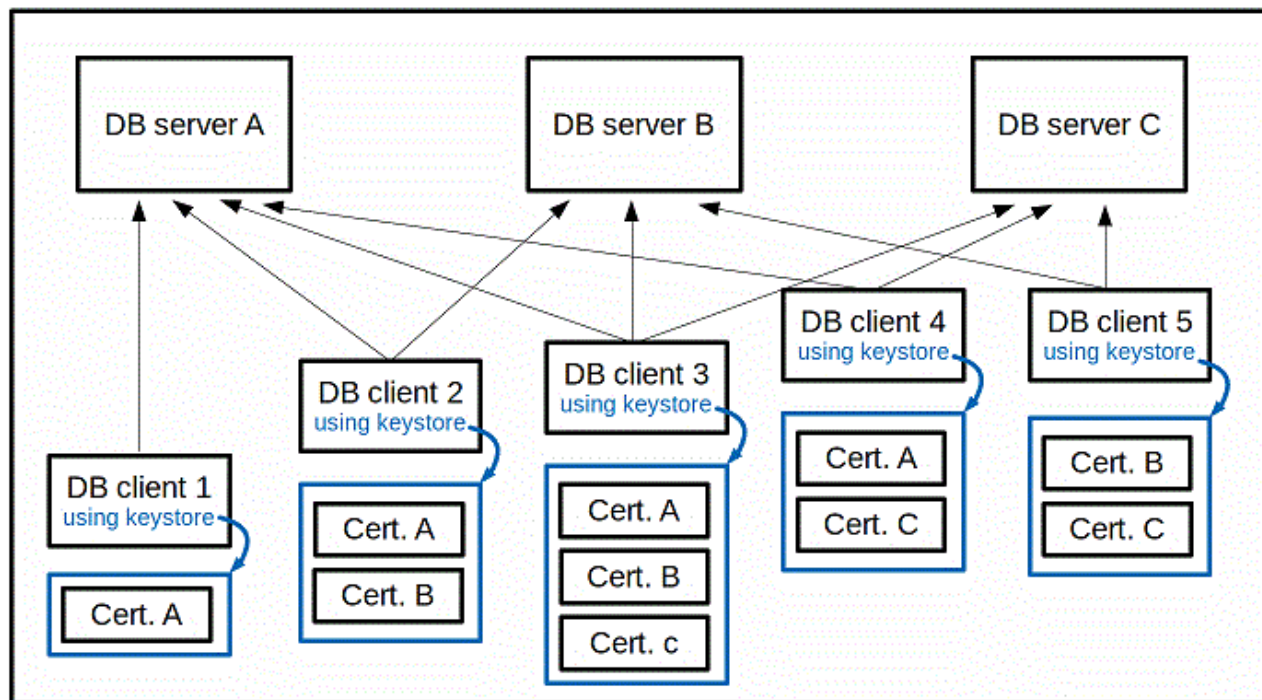 DB server A
DB server B
DB server C
DB client 4
using keystore
DB client 5
using keystore
DB client 3
using keystore
DB client 2
using keystore
DB client 1
using keystore
Cert. A
Cert. C
Cert. B
Cert. C
Cert. A
Cert. B
Cert. c
Cert. A
Cert. B
Cert. A